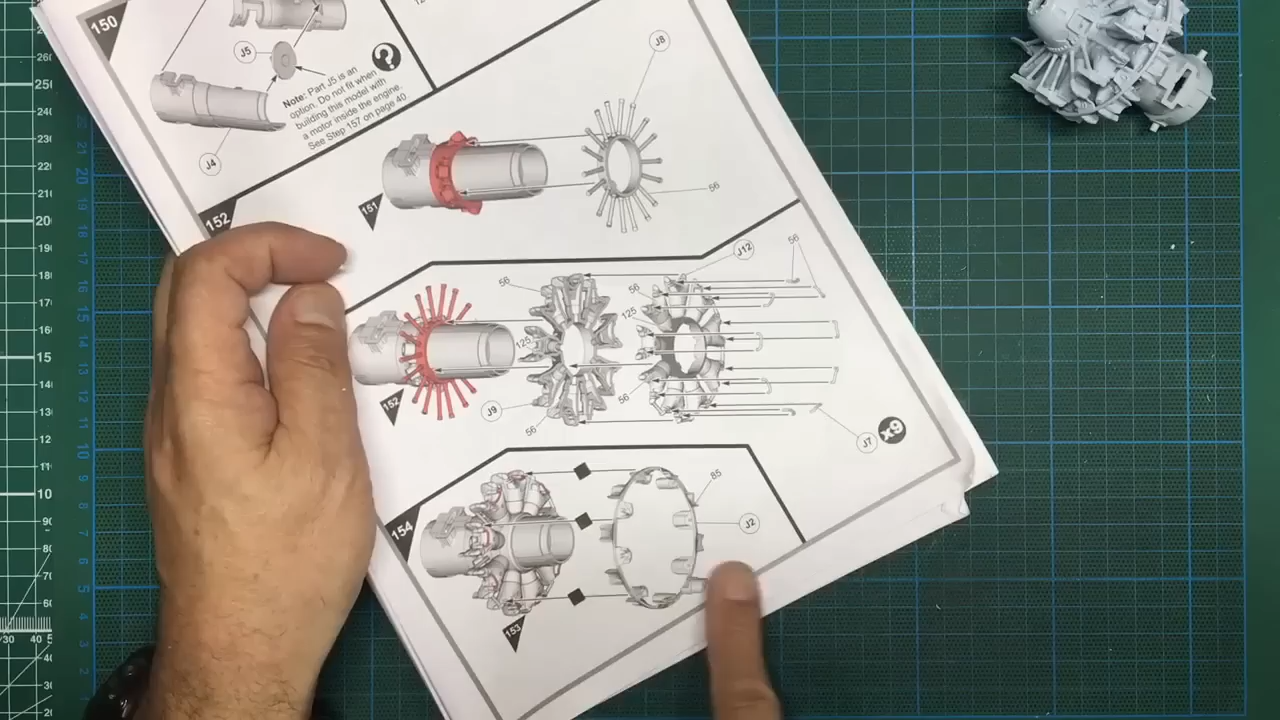 150
J5
?
Note: Part J5 is an
option. Do not fit when
building this model with
a motor inside the engine.
See Step 157 on page 40.
J4
J8
56
151
152
J12
56
56
56
125
125
152
J9
56
56
J7
x9
154
85
J2
153